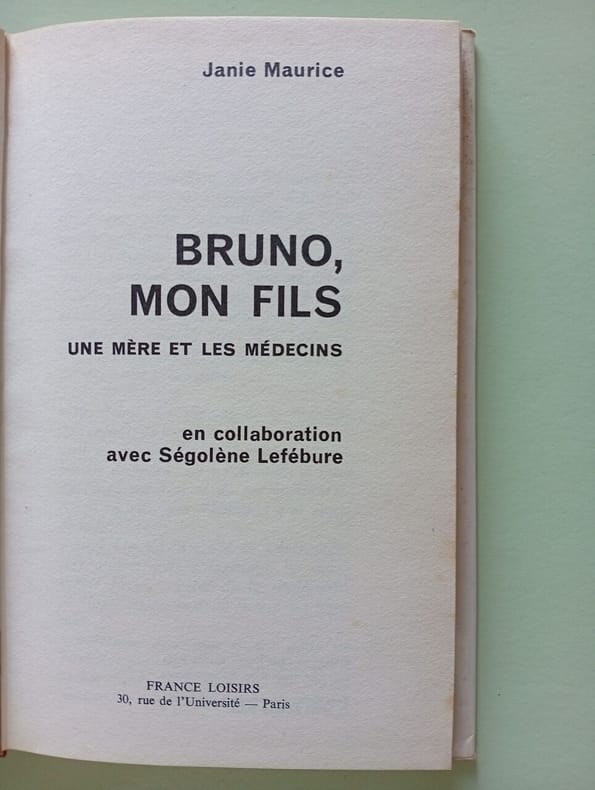 Janie Maurice
BRUNO,
MON FILS
UNE MÈRE ET LES MÉDECINS
en collaboration
avec Ségolène Lefébure
FRANCE LOISIRS
30, rue de l'Université — Paris